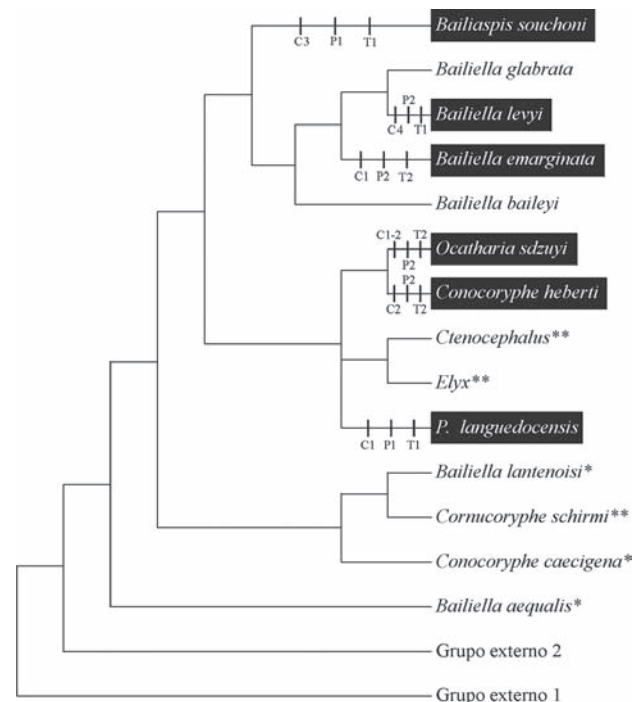 Bailiaspis souchoni
C3 P1 T1
Bailiella glabrata
P2
Bailiella levyi
C4 T1
Bailiella emarginata
C1 P2 T2
Bailiella baileyi
C1-2 T2
Ocatharia sdzuyi
P2
P2
Conocoryphe heberti
C2 T2
Ctenocephalus**
Elyx**
P. languedocensis
C1 P1 T1
Bailiella lantenoisi*
Cornucoryphe schirmi**
Conocoryphe caecigena*
Bailiella aequalis*
Grupo externo 2
Grupo externo 1